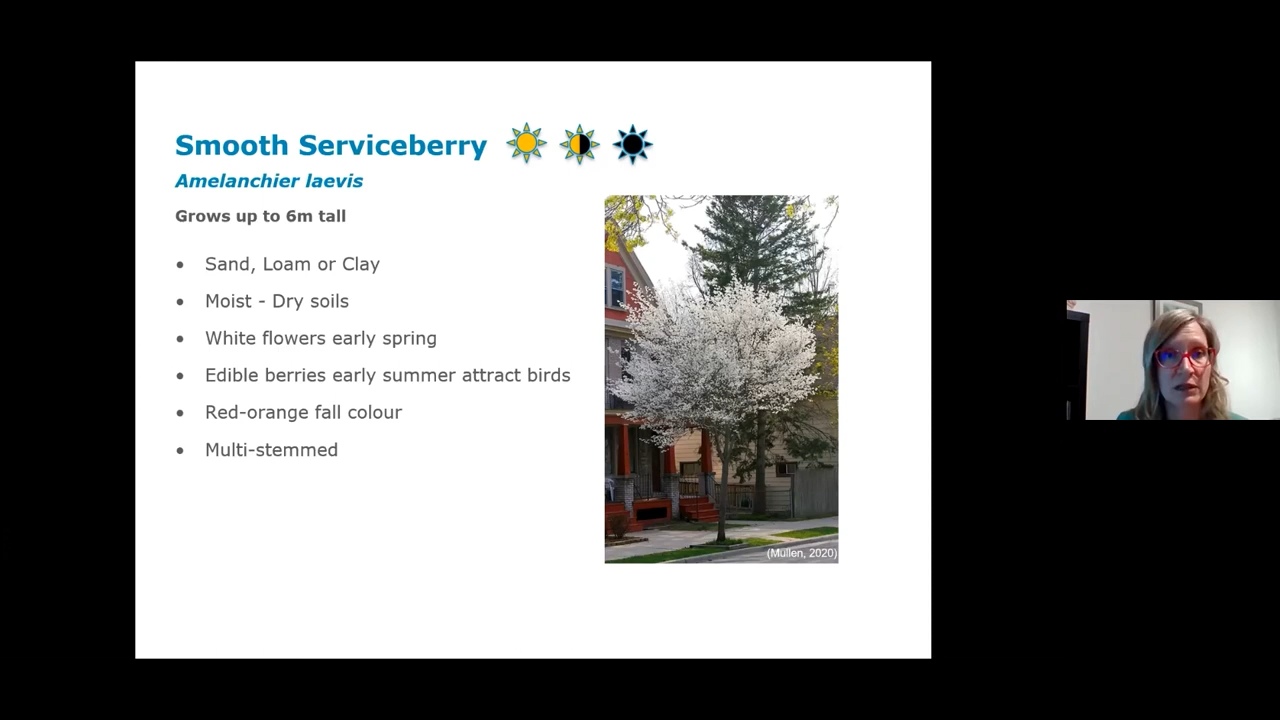 Smooth Serviceberry
Amelanchier laevis
Grows up to 6m tall
• Sand, Loam or Clay
• Moist - Dry soils
• White flowers early spring
• Edible berries early summer attract birds
• Red-orange fall colour
• Multi-stemmed
(Mullen, 2020)